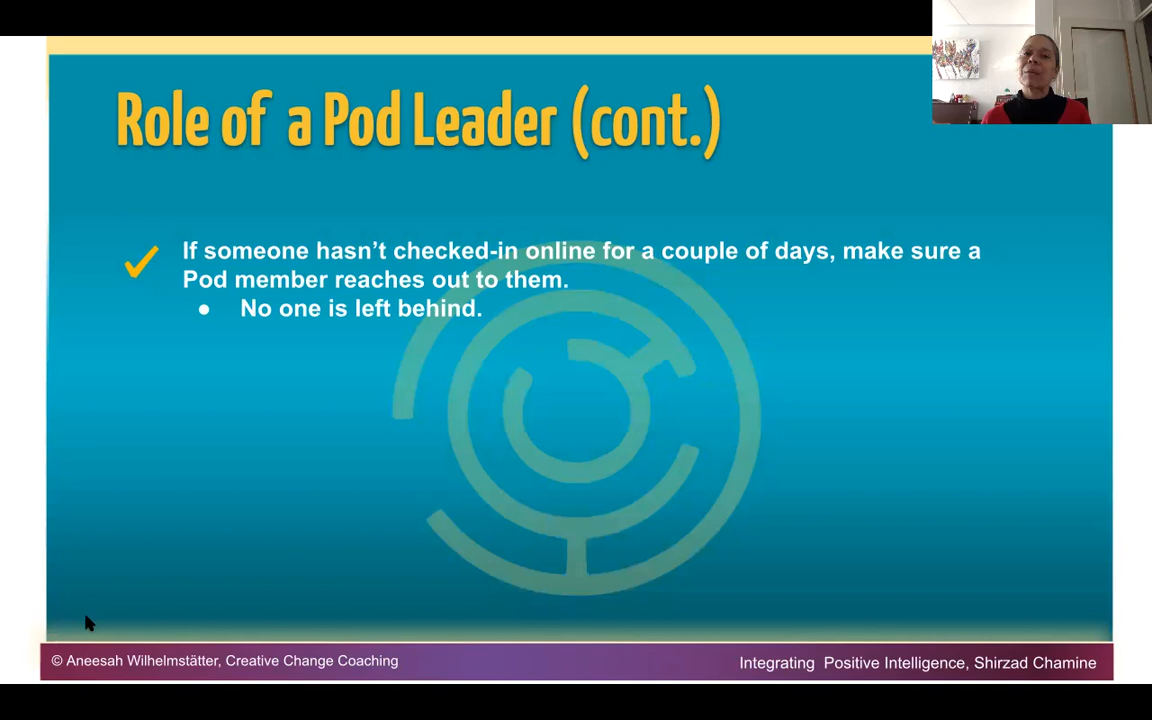 Role of a Pod Leader (cont.)
✓ If someone hasn’t checked-in online for a couple of days, make sure a
Pod member reaches out to them.
● No one is left behind.
© Aneesah Wilhelmstätter, Creative Change Coaching
Integrating Positive Intelligence, Shirzad Chamine